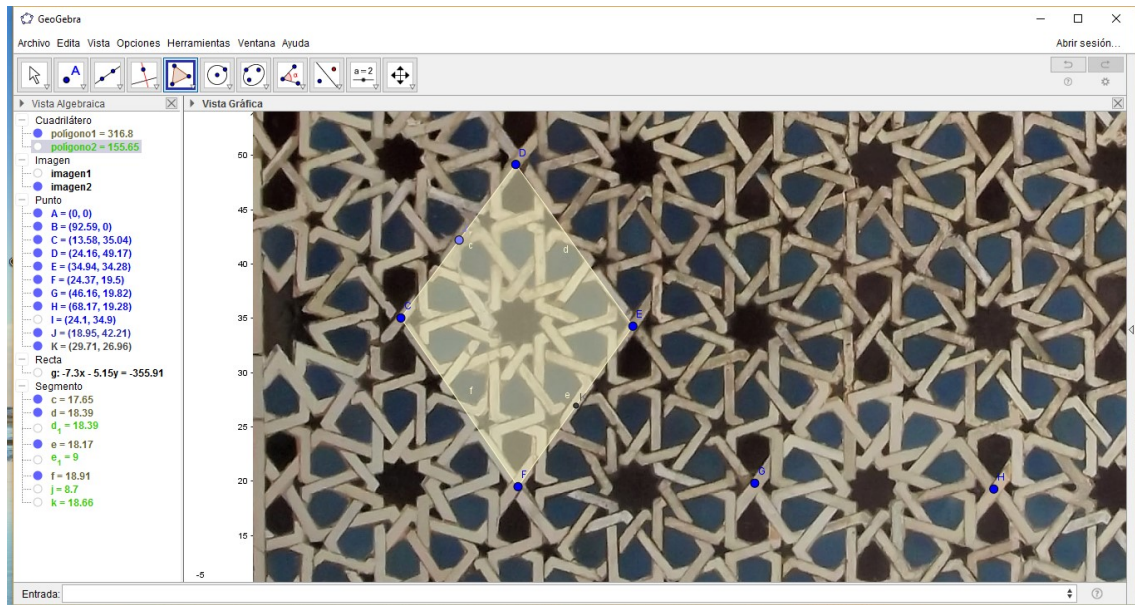 GeoGebra
Archivo Edita Vista Opciones Herramientas Ventana Ayuda
Abrir sesión...
A
a=2
Vista Algebraica
Cuadrilátero
polígono1 = 316.8
polígono2 = 155.65
Imagen
imagen1
imagen2
Punto
A = (0, 0)
B = (92.59, 0)
C = (13.58, 35.04)
D = (24.16, 49.17)
E = (34.94, 34.28)
F = (24.37, 19.5)
G = (46.16, 19.82)
H = (68.17, 19.28)
I = (24.1, 34.9)
J = (18.95, 42.21)
K = (29.71, 26.96)
Recta
g: -7.3x - 5.15y = -355.91
Segmento
c = 17.65
d = 18.39
d1 = 18.39
e = 18.17
e1 = 9
f = 18.91
j = 8.7
k = 18.66
Vista Gráfica
50
45
40
35
30
25
20
15
-5
D
c
d
C
E
f
e
F
G
H
Entrada: